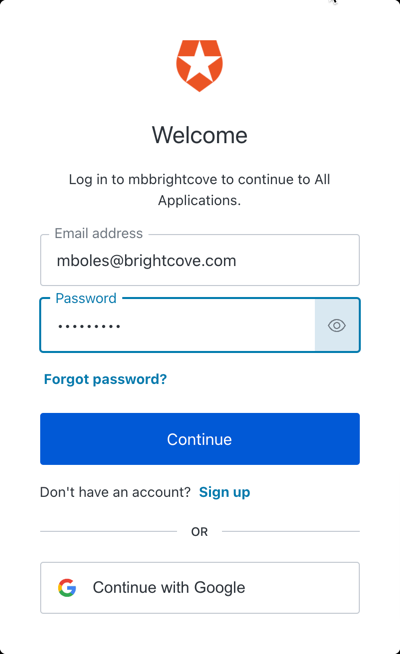 Welcome
Log in to mbbrightcove to continue to All
Applications.
Email address
mboles@brightcove.com
Password
•••••••••
Forgot password?
Continue
Don't have an account? Sign up
OR
Continue with Google